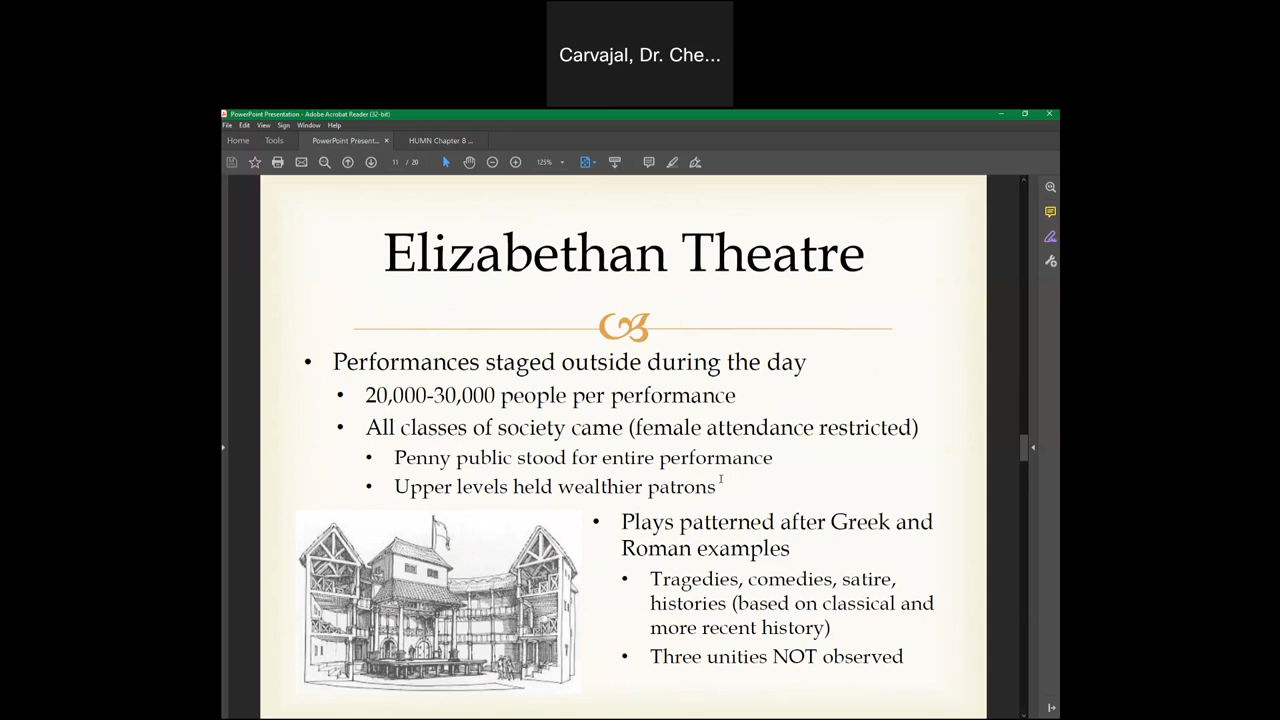 Carvajal, Dr. Che...
PowerPoint Presentation - Adobe Acrobat Reader (32-bit)
File Edit View Sign Window Help
Home Tools PowerPoint Present... × HUMN Chapter 8 ...
11 / 20 125%
Elizabethan Theatre
• Performances staged outside during the day
• 20,000-30,000 people per performance
• All classes of society came (female attendance restricted)
• Penny public stood for entire performance
• Upper levels held wealthier patrons
• Plays patterned after Greek and
Roman examples
• Tragedies, comedies, satire,
histories (based on classical and
more recent history)
• Three unities NOT observed